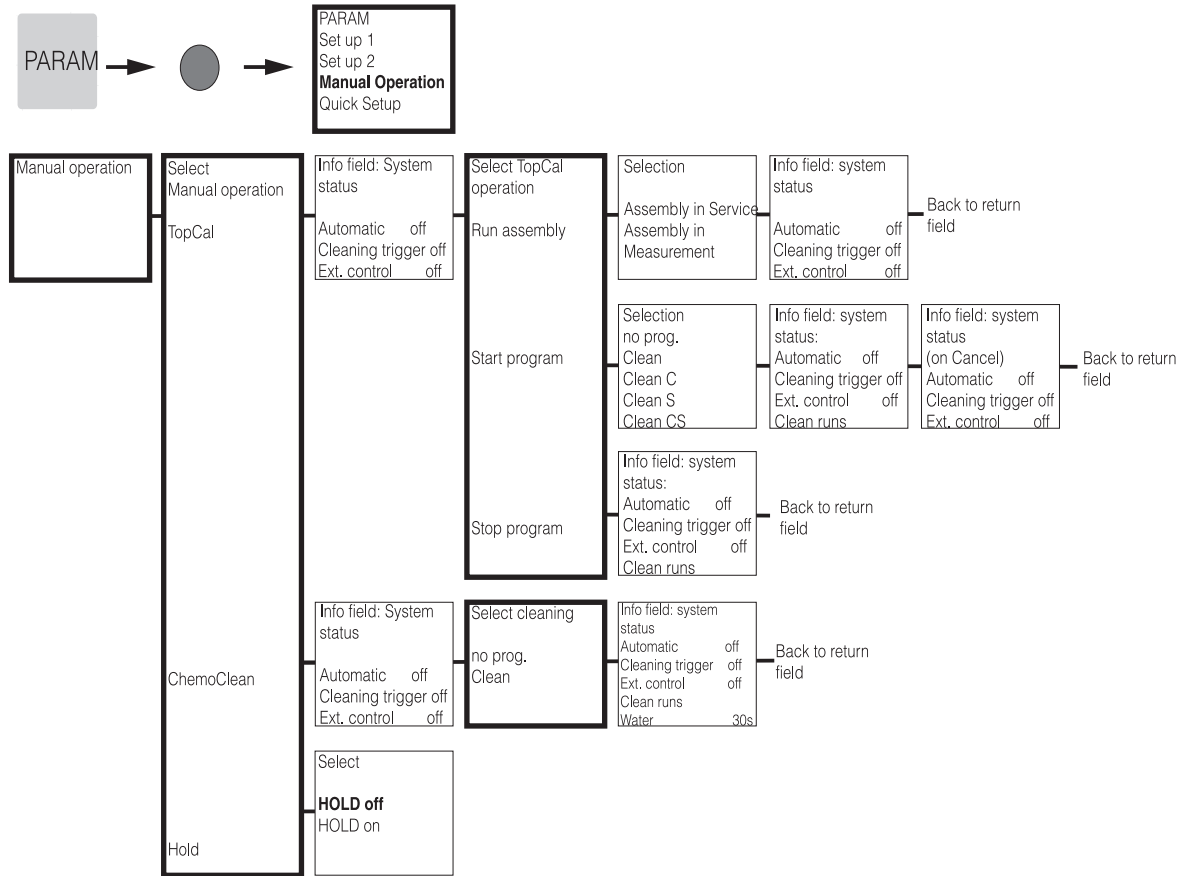 PARAM
PARAM
Set up 1
Set up 2
Manual Operation
Quick Setup
Manual operation
Select
Manual operation
TopCal
ChemoClean
Hold
Info field: System
status
Automatic off
Cleaning trigger off
Ext. control off
Select TopCal
operation
Run assembly
Start program
Stop program
Selection
Assembly in Service
Assembly in
Measurement
Info field: system
status
Automatic off
Cleaning trigger off
Ext. control off
Back to return
field
Selection
no prog.
Clean
Clean C
Clean S
Clean CS
Info field: system
status:
Automatic off
Cleaning trigger off
Ext. control off
Clean runs
Info field: system
status
(on Cancel)
Automatic off
Cleaning trigger off
Ext. control off
Back to return
field
Info field: system
status:
Automatic off
Cleaning trigger off
Ext. control off
Clean runs
Back to return
field
Info field: System
status
Automatic off
Cleaning trigger off
Ext. control off
Select cleaning
no prog.
Clean
Info field: system
status
Automatic off
Cleaning trigger off
Ext. control off
Clean runs
Water 30s
Back to return
field
Select
HOLD off
HOLD on